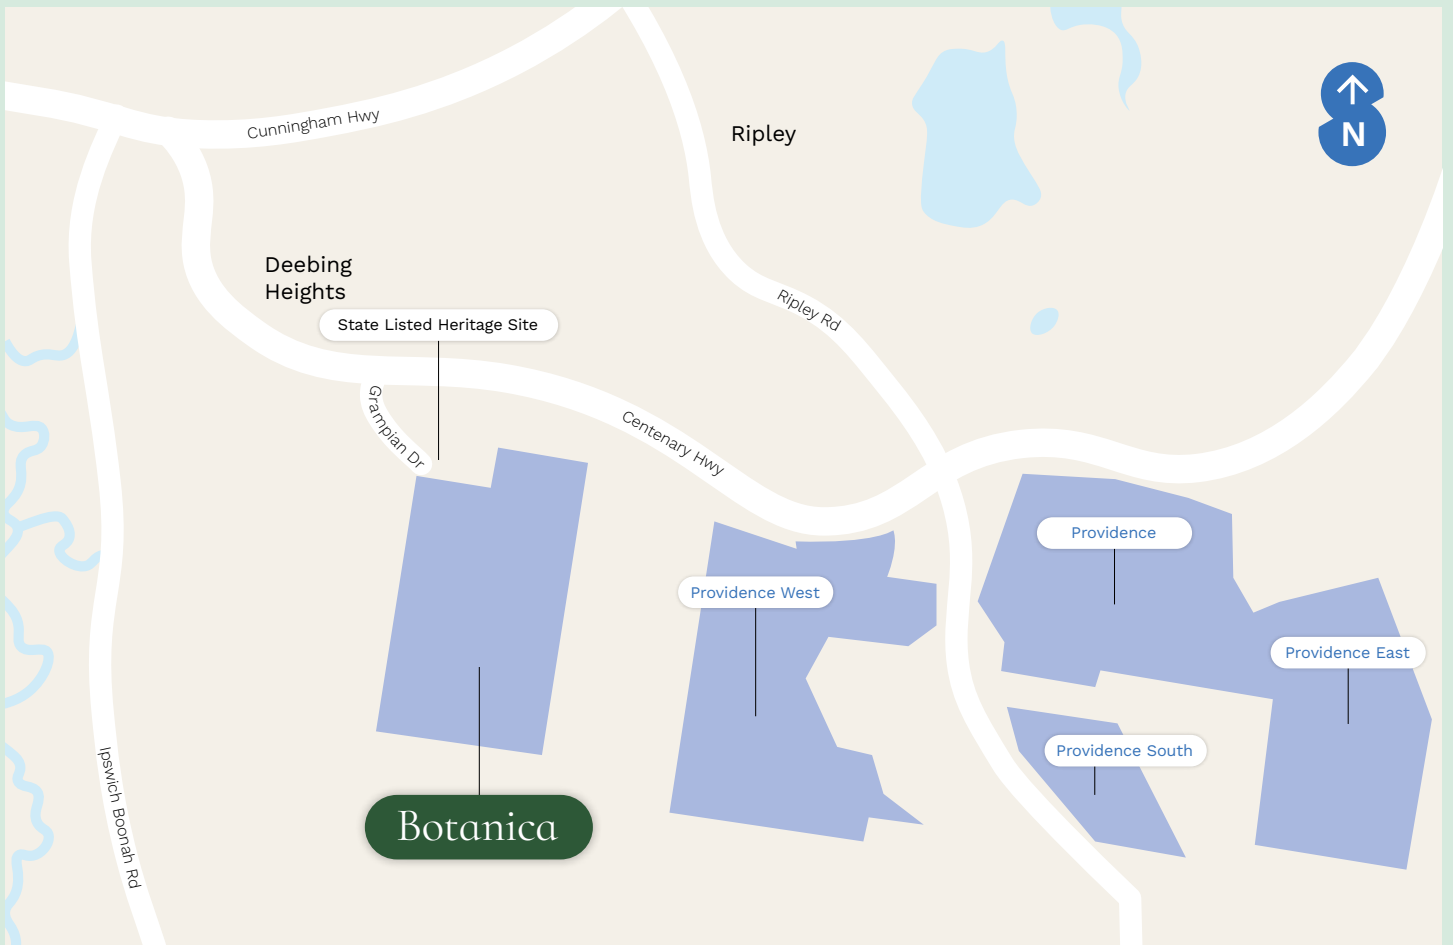 Cunningham Hwy
Ripley
N
Deebing
Heights
State Listed Heritage Site
Ripley Rd
Grampian Dr
Centenary Hwy
Providence
Providence West
Providence East
Providence South
Ipswich Boonah Rd
Botanica